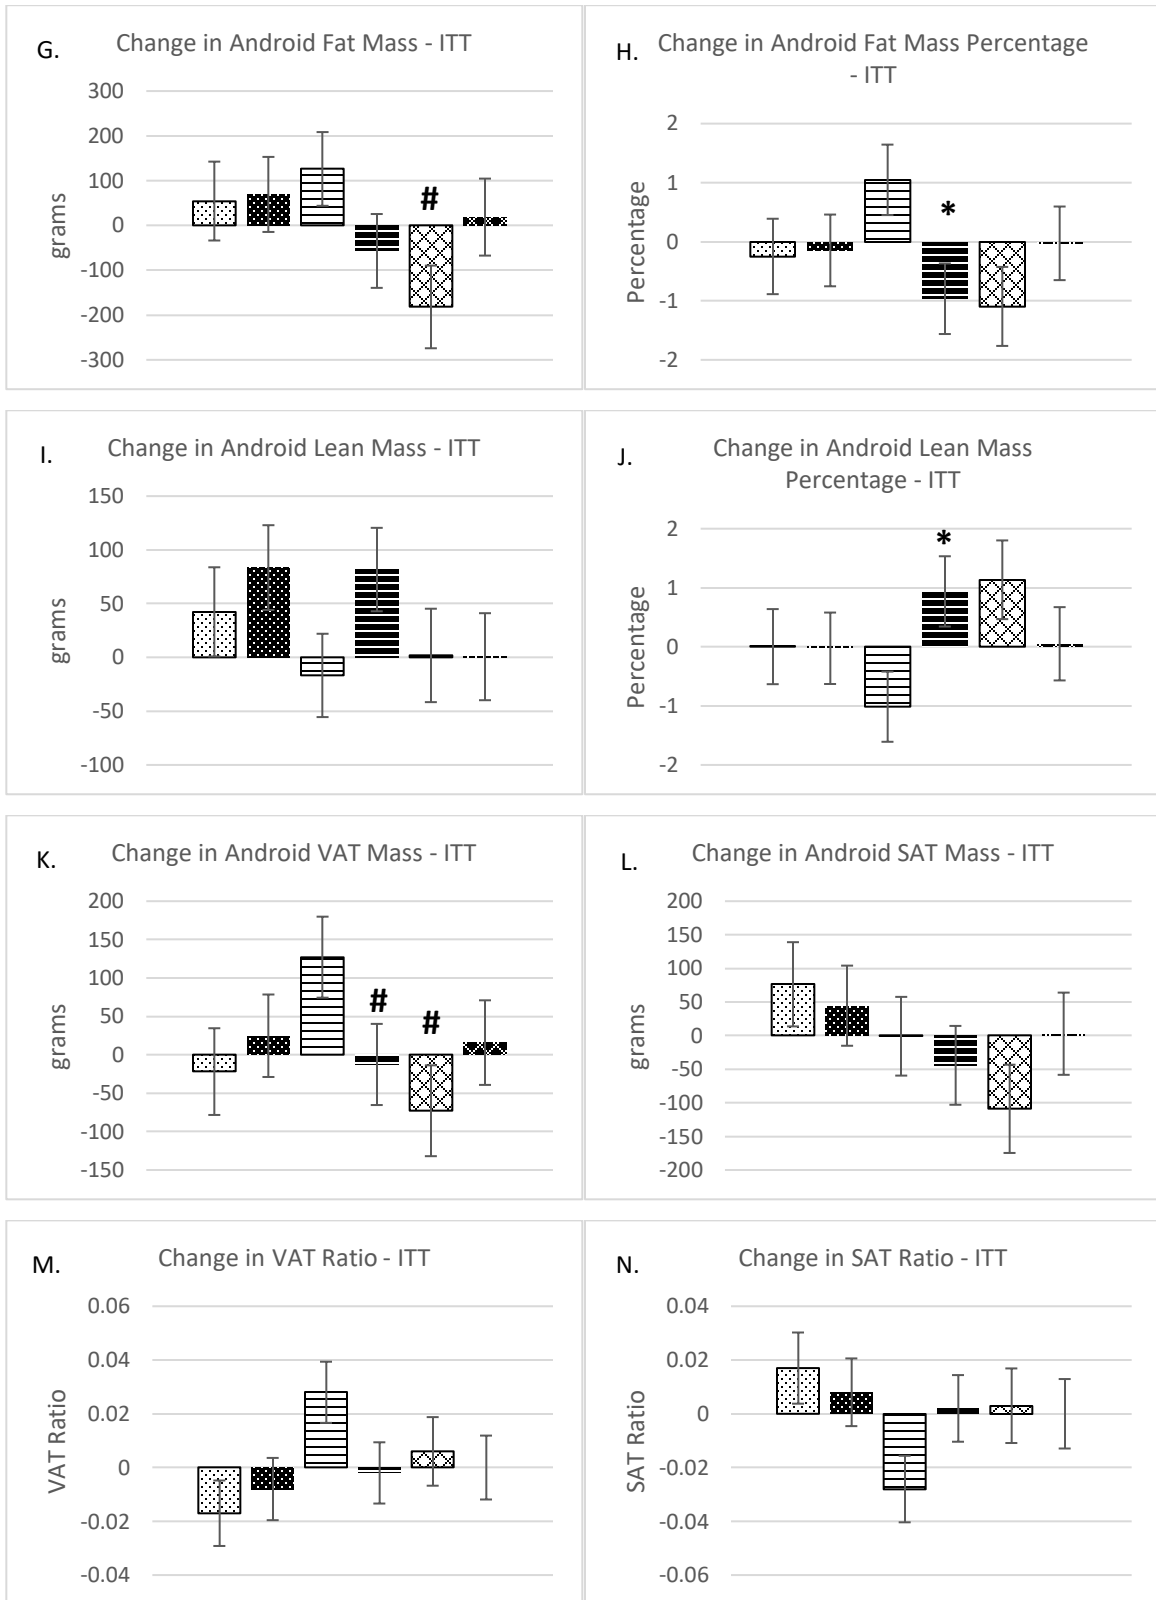 G.
Change in Android Fat Mass - ITT
300
200
100
0
-100
-200
-300
grams
#
H.
Change in Android Fat Mass Percentage
- ITT
2
1
0
-1
-2
Percentage
*
I.
Change in Android Lean Mass - ITT
150
100
50
0
-50
-100
grams
J.
Change in Android Lean Mass
Percentage - ITT
2
1
0
-1
-2
Percentage
*
K.
Change in Android VAT Mass - ITT
200
150
100
50
0
-50
-100
-150
grams
#
#
L.
Change in Android SAT Mass - ITT
200
150
100
50
0
-50
-100
-150
-200
grams
M.
Change in VAT Ratio - ITT
0.06
0.04
0.02
0
-0.02
-0.04
VAT Ratio
N.
Change in SAT Ratio - ITT
0.04
0.02
0
-0.02
-0.04
-0.06
SAT Ratio